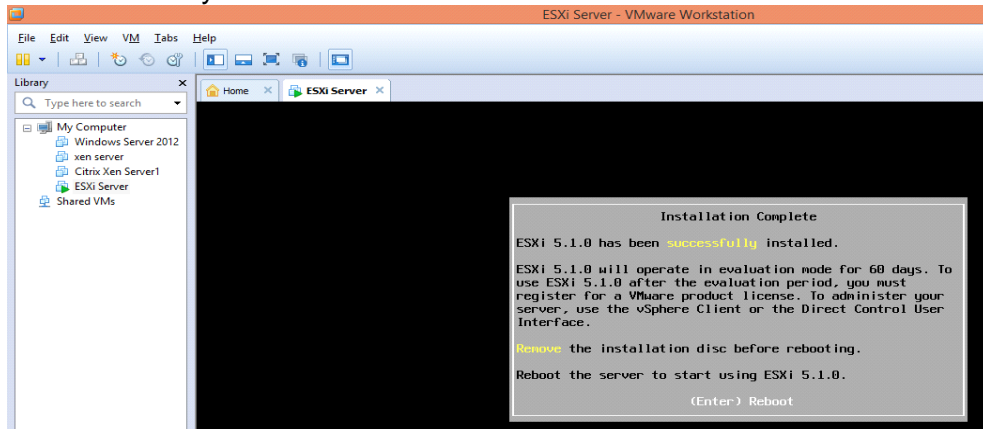 ESXi Server - VMware Workstation
File Edit View VM Tabs Help
Library
Type here to search
Home
ESXi Server
My Computer
Windows Server 2012
xen server
Citrix Xen Server1
ESXi Server
Shared VMs
Installation Complete
ESXi 5.1.0 has been successfully installed.
ESXi 5.1.0 will operate in evaluation mode for 60 days. To
use ESXi 5.1.0 after the evaluation period, you must
register for a VMware product license. To administer your
server, use the vSphere Client or the Direct Control User
Interface.
Remove the installation disc before rebooting.
Reboot the server to start using ESXi 5.1.0.
(Enter) Reboot